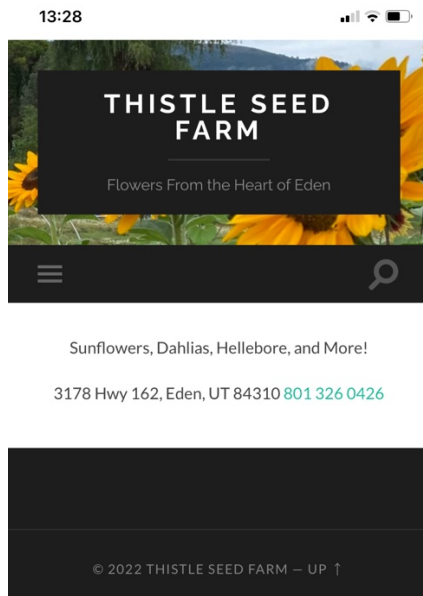 13:28
THISTLE SEED
FARM
Flowers From the Heart of Eden
Sunflowers, Dahlias, Hellebore, and More!
3178 Hwy 162, Eden, UT 84310 801 326 0426
© 2022 THISTLE SEED FARM — UP ↑